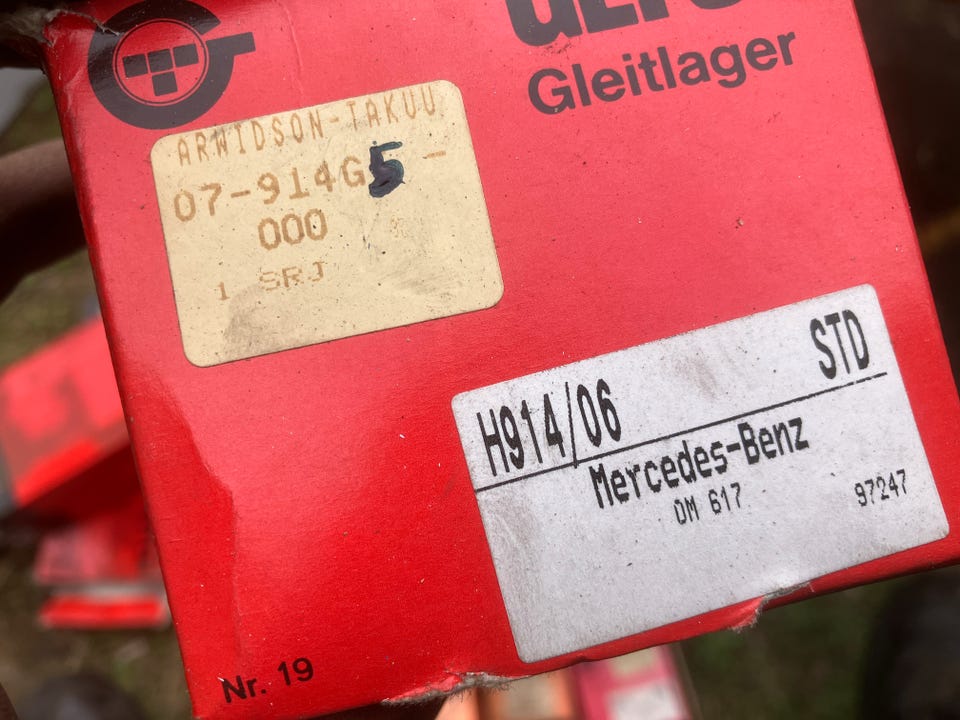 Gleitlager
ARWIDSON-TAKUU
07-914G5-
000
1 SRJ
H914/06 STD
Mercedes-Benz
OM 617 97247
Nr. 19